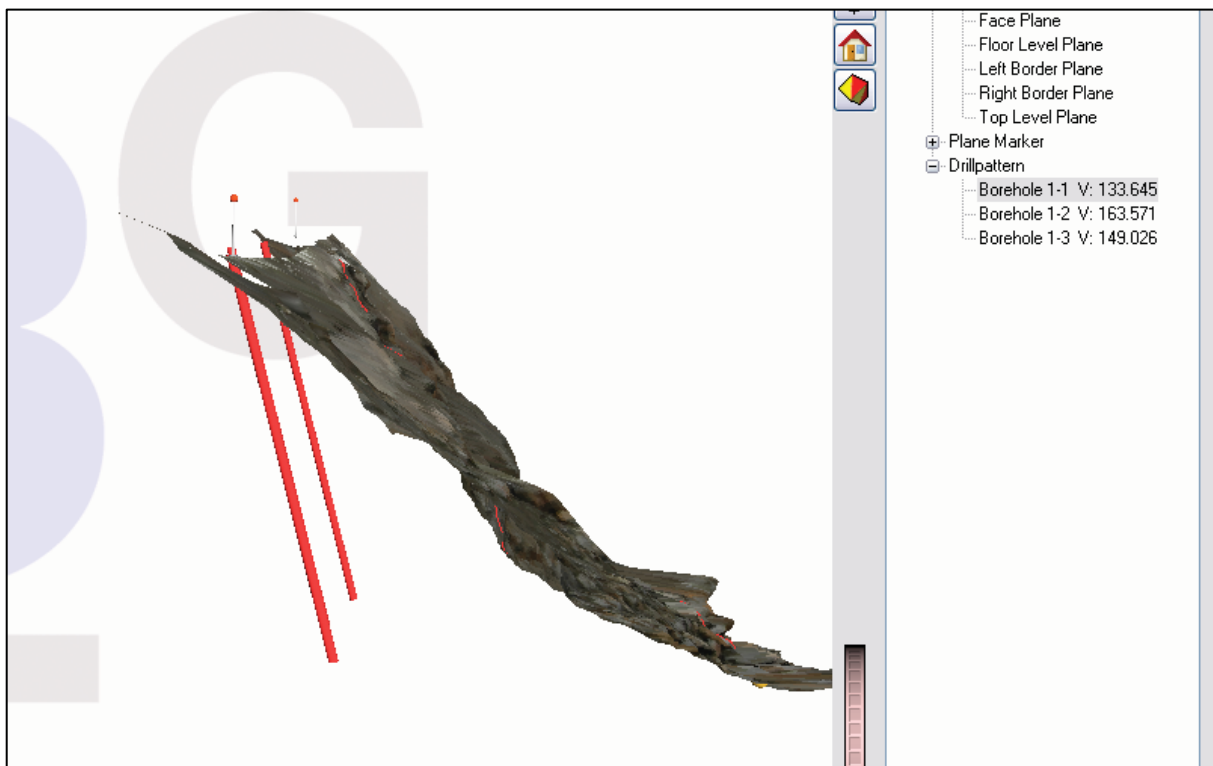 G
Face Plane
Floor Level Plane
Left Border Plane
Right Border Plane
Top Level Plane
Plane Marker
Drillpattern
Borehole 1-1 V: 133.645
Borehole 1-2 V: 163.571
Borehole 1-3 V: 149.026